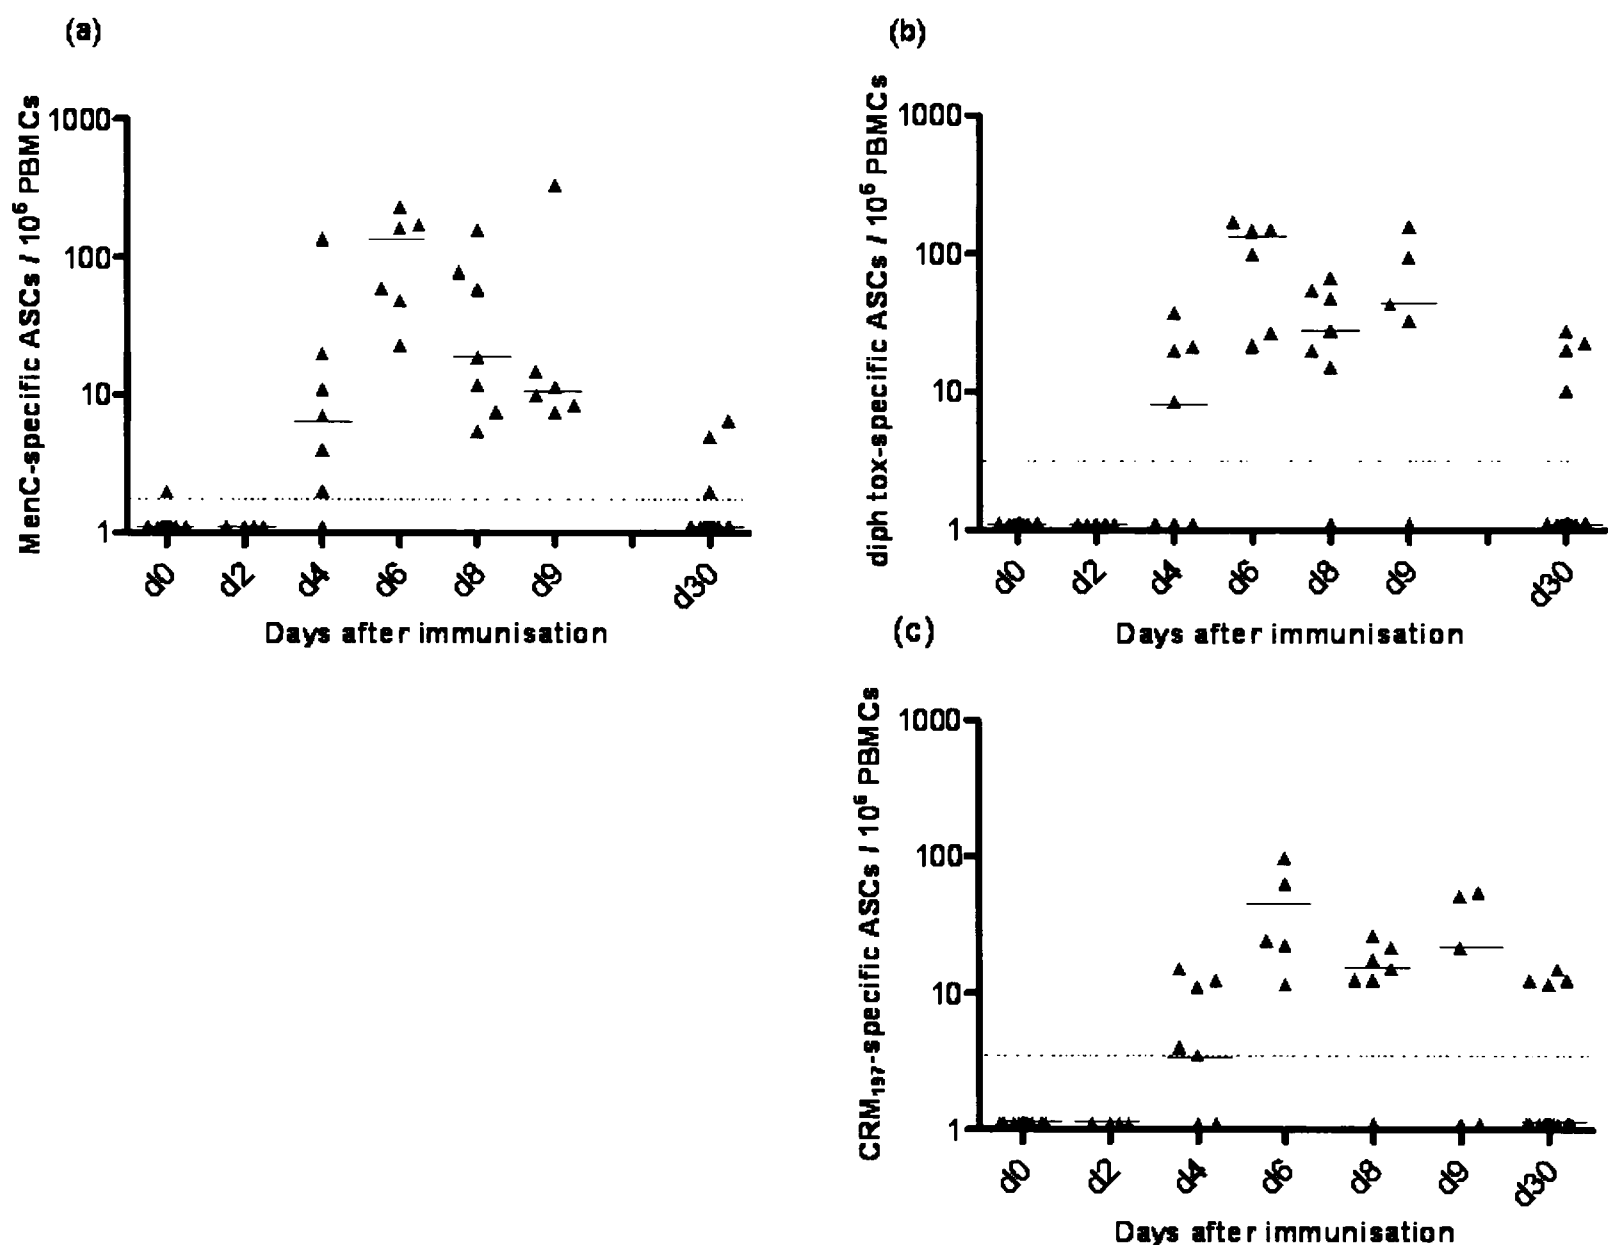 (a)
MenC-specific ASCs / 10⁶ PBMCs
1000
100
10
1
d0 d2 d4 d6 d8 d9 d30
Days after immunisation
(b)
diph tox-specific ASCs / 10⁶ PBMCs
1000
100
10
1
d0 d2 d4 d6 d8 d9 d30
Days after immunisation
(c)
CRM₁₉₇-specific ASCs / 10⁶ PBMCs
1000
100
10
1
d0 d2 d4 d6 d8 d9 d30
Days after immunisation